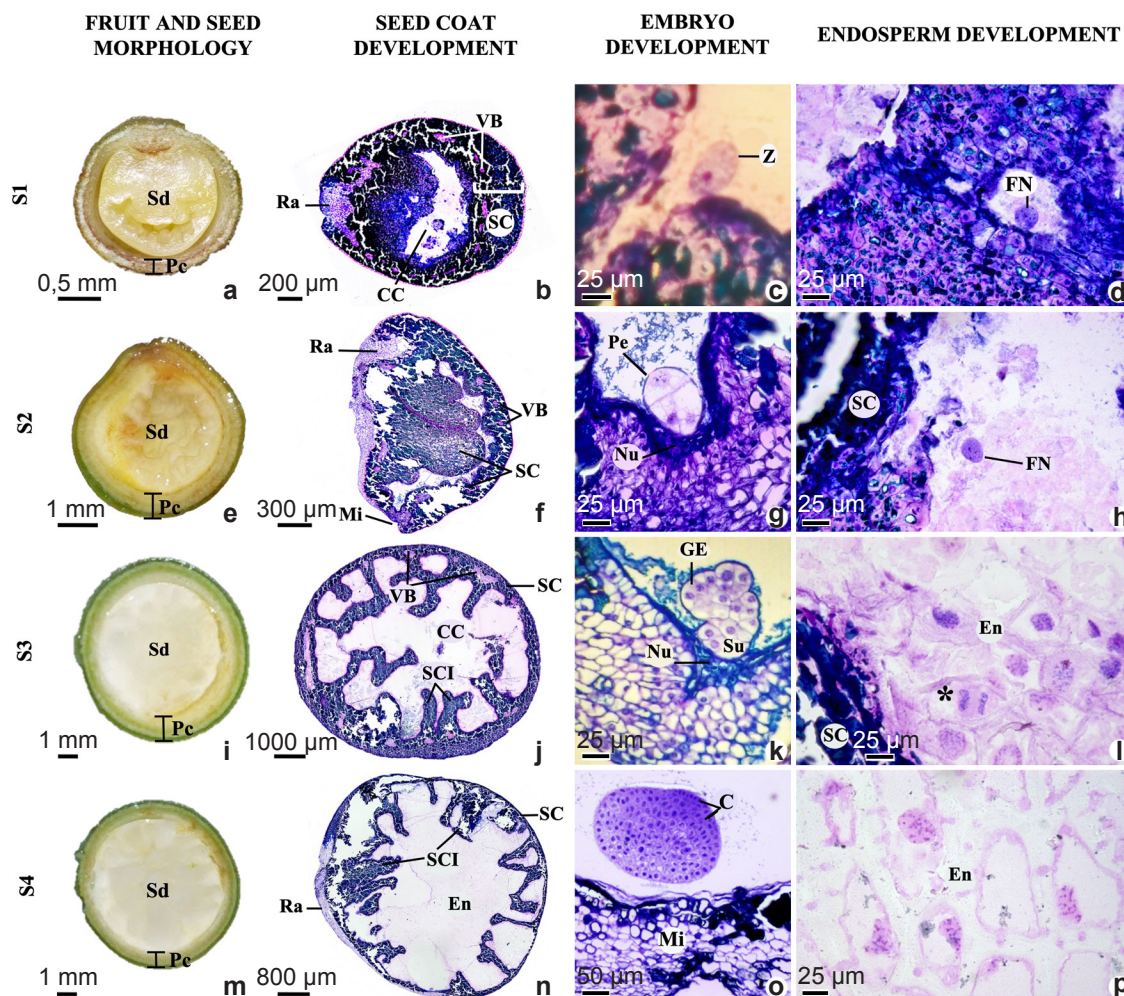 FRUIT AND SEED
MORPHOLOGY
SEED COAT
DEVELOPMENT
EMBRYO
DEVELOPMENT
ENDOSPERM DEVELOPMENT
S1
Sd
Pc
0,5 mm
a
VB
Ra
SC
CC
200 µm
b
Z
25 µm
c
FN
25 µm
d
S2
Sd
Pc
1 mm
e
Ra
VB
SC
Mi
300 µm
f
Pe
Nu
25 µm
g
SC
FN
25 µm
h
S3
Sd
Pc
1 mm
i
VB
SC
CC
SCI
1000 µm
j
GE
Su
Nu
25 µm
k
En
*
SC
25 µm
l
S4
Sd
Pc
1 mm
m
SC
SCI
Ra
En
800 µm
n
C
Mi
50 µm
o
En
25 µm
p